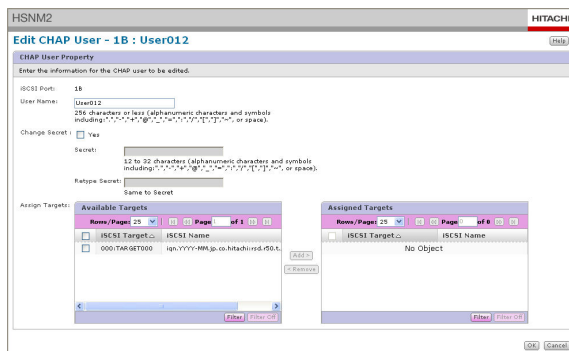 HSNM2
HITACHI
Edit CHAP User - 1B : User012
Help
CHAP User Property
Enter the information for the CHAP user to be edited.
iSCSI Port: 1B
User Name: User012
256 characters or less (alphanumeric characters and symbols
including:".","-","+","@","_","=",":","/","[","]","~", or space).
Change Secret : Yes
Secret:
12 to 32 characters (alphanumeric characters and symbols
including:".","-","+","@","_","=",":","/","[","]","~", or space).
Retype Secret:
Same to Secret
Assign Targets:
Available Targets
Rows/Page: 25 Page 1 of 1
iSCSI Target iSCSI Name
000:TARGET000 iqn.YYYY-MM.jp.co.hitachi:rsd.r50.t.
Filter Filter Off
Add >
< Remove
Assigned Targets
Rows/Page: 25 Page 0 of 0
iSCSI Target iSCSI Name
No Object
Filter Filter Off
OK Cancel